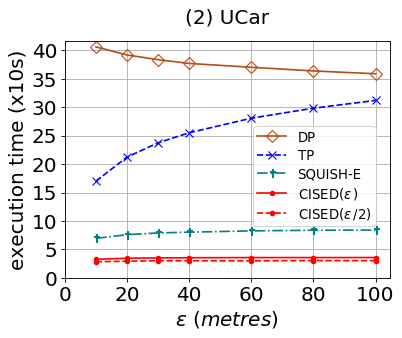 (2) UCar
execution time (x10s)
40
35
30
25
20
15
10
5
0
DP
TP
SQUISH-E
CISED(ε)
CISED(ε/2)
0 20 40 60 80 100
ε (metres)